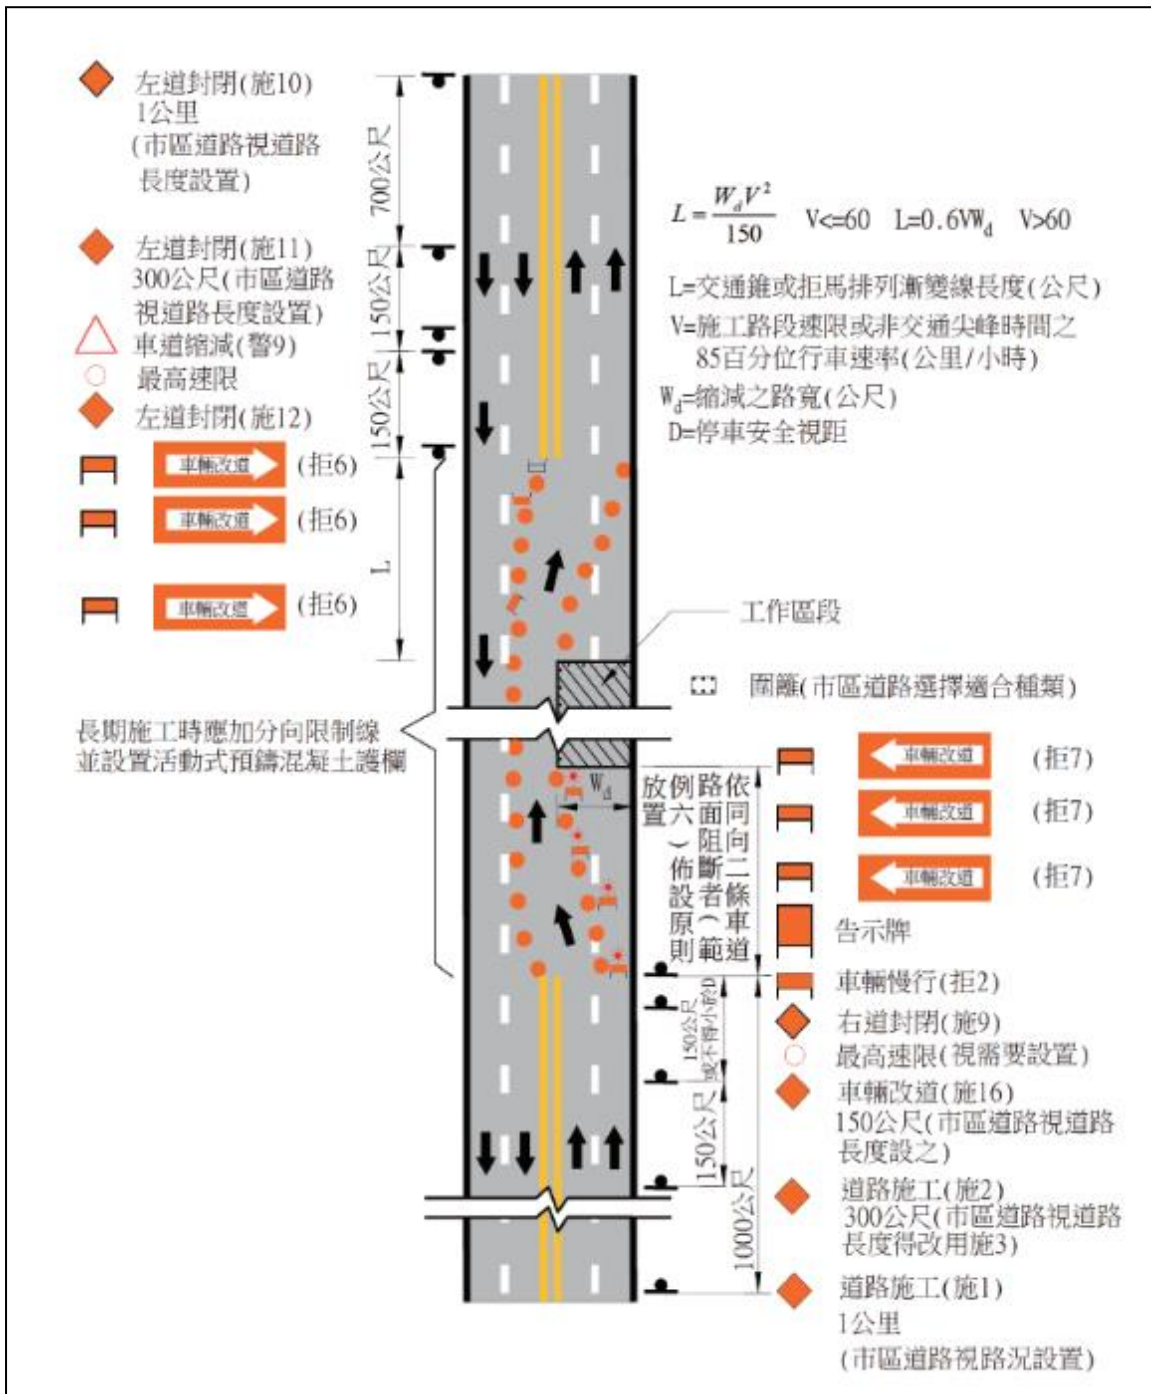 左道封閉(施10)
1公里
(市區道路視道路
長度設置)
700公尺
左道封閉(施11)
300公尺(市區道路
視道路長度設置)
150公尺
車道縮減(警9)
最高速限
150公尺
左道封閉(施12)
車輛改道
(拒6)
車輛改道
(拒6)
車輛改道
(拒6)
L
長期施工時應加分向限制線
並設置活動式預鑄混凝土護欄
L=W_dV²/150 V<=60 L=0.6VW_d V>60
L=交通錐或拒馬排列漸變線長度(公尺)
V=施工路段速限或非交通尖峰時間之
85百分位行車速率(公里/小時)
W_d=縮減之路寬(公尺)
D=停車安全視距
工作區段
圍籬(市區道路選擇適合種類)
W_d
依同向二條車道
路面阻斷者(範
例六(佈設原則
放置
車輛改道
(拒7)
車輛改道
(拒7)
車輛改道
(拒7)
告示牌
車輛慢行(拒2)
右道封閉(施9)
最高速限(視需要設置)
車輛改道(施16)
150公尺(市區道路視道路
長度設之)
道路施工(施2)
300公尺(市區道路視道路
長度得改用施3)
道路施工(施1)
1公里
(市區道路視路況設置)
150公尺
或不得小於D
150公尺
1000公尺